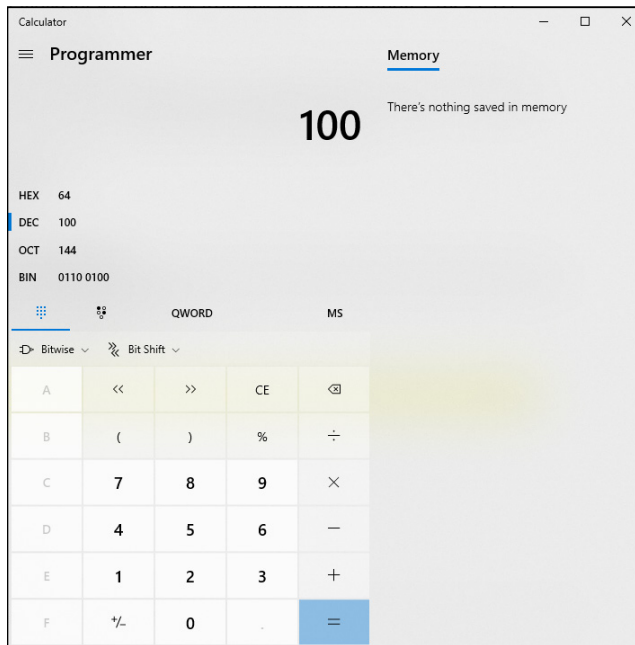 Calculator
Programmer
Memory
There's nothing saved in memory
100
HEX 64
DEC 100
OCT 144
BIN 0110 0100
QWORD MS
Bitwise Bit Shift
A << >> CE
B ( ) % ÷
C 7 8 9 ×
D 4 5 6 −
E 1 2 3 +
F +/− 0 . =